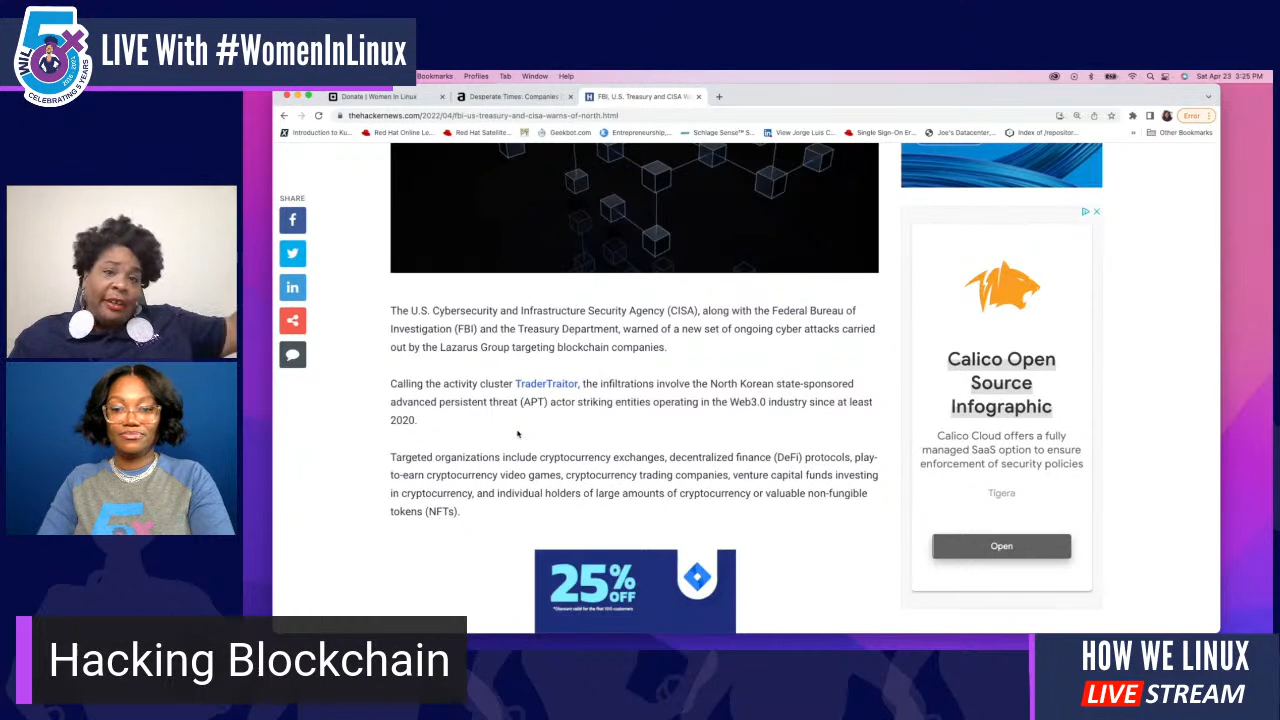 LIVE With #WomenInLinux
5x
WIL
CELEBRATING 5 YEARS
Bookmarks Profiles Tab Window Help
Sat Apr 23 3:25 PM
Donate | Women In Linux
Desperate Times: Companies
FBI, U.S. Treasury and CISA W
thehackernews.com/2022/04/fbi-us-treasury-and-cisa-warns-of-north.html
Error
Introduction to Ku...
Red Hat Online Le...
Red Hat Satellite...
Geekbot.com
Entrepreneurship,...
Schlage Sense™ S...
View Jorge Luis C...
Single Sign-On Er...
Joe's Datacenter,...
Index of /repositor...
Other Bookmarks
SHARE
The U.S. Cybersecurity and Infrastructure Security Agency (CISA), along with the Federal Bureau of
Investigation (FBI) and the Treasury Department, warned of a new set of ongoing cyber attacks carried
out by the Lazarus Group targeting blockchain companies.
Calling the activity cluster TraderTraitor, the infiltrations involve the North Korean state-sponsored
advanced persistent threat (APT) actor striking entities operating in the Web3.0 industry since at least
2020.
Targeted organizations include cryptocurrency exchanges, decentralized finance (DeFi) protocols, play-
to-earn cryptocurrency video games, cryptocurrency trading companies, venture capital funds investing
in cryptocurrency, and individual holders of large amounts of cryptocurrency or valuable non-fungible
tokens (NFTs).
25%
OFF
Calico Open
Source
Infographic
Calico Cloud offers a fully
managed SaaS option to ensure
enforcement of security policies
Tigera
Open
Hacking Blockchain
HOW WE LINUX
LIVE STREAM